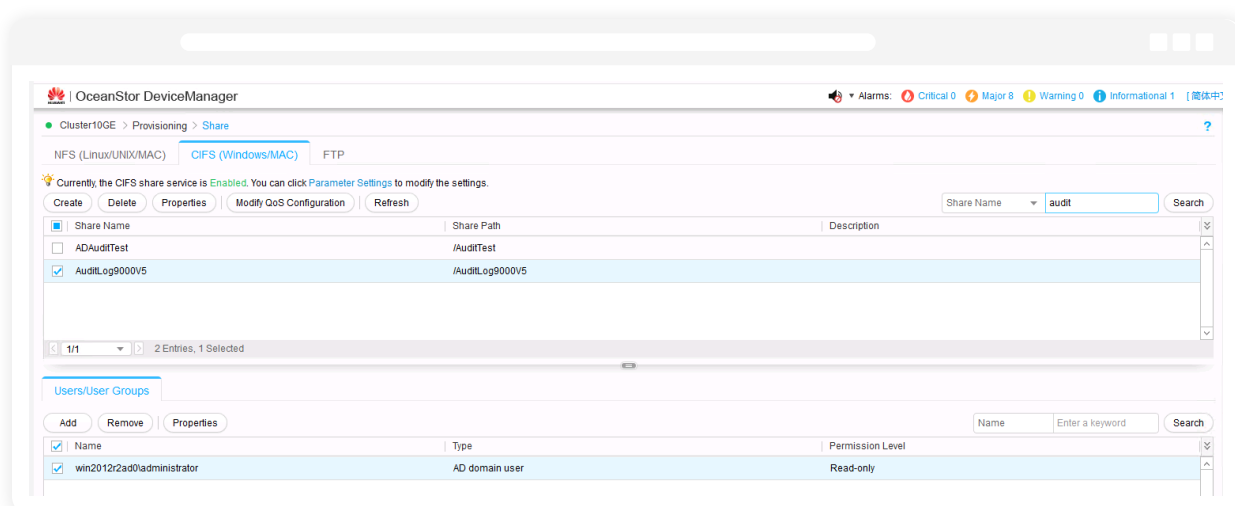 HUAWEI | OceanStor DeviceManager Alarms: Critical 0 Major 8 Warning 0 Informational 1 [简体中文
Cluster10GE > Provisioning > Share ?
NFS (Linux/UNIX/MAC) CIFS (Windows/MAC) FTP
Currently, the CIFS share service is Enabled. You can click Parameter Settings to modify the settings.
Create Delete Properties Modify QoS Configuration Refresh Share Name audit Search
Share Name Share Path Description
ADAuditTest /AuditTest
AuditLog9000V5 /AuditLog9000V5
1/1 2 Entries, 1 Selected
Users/User Groups
Add Remove Properties Name Enter a keyword Search
Name Type Permission Level
win2012r2ad0\administrator AD domain user Read-only